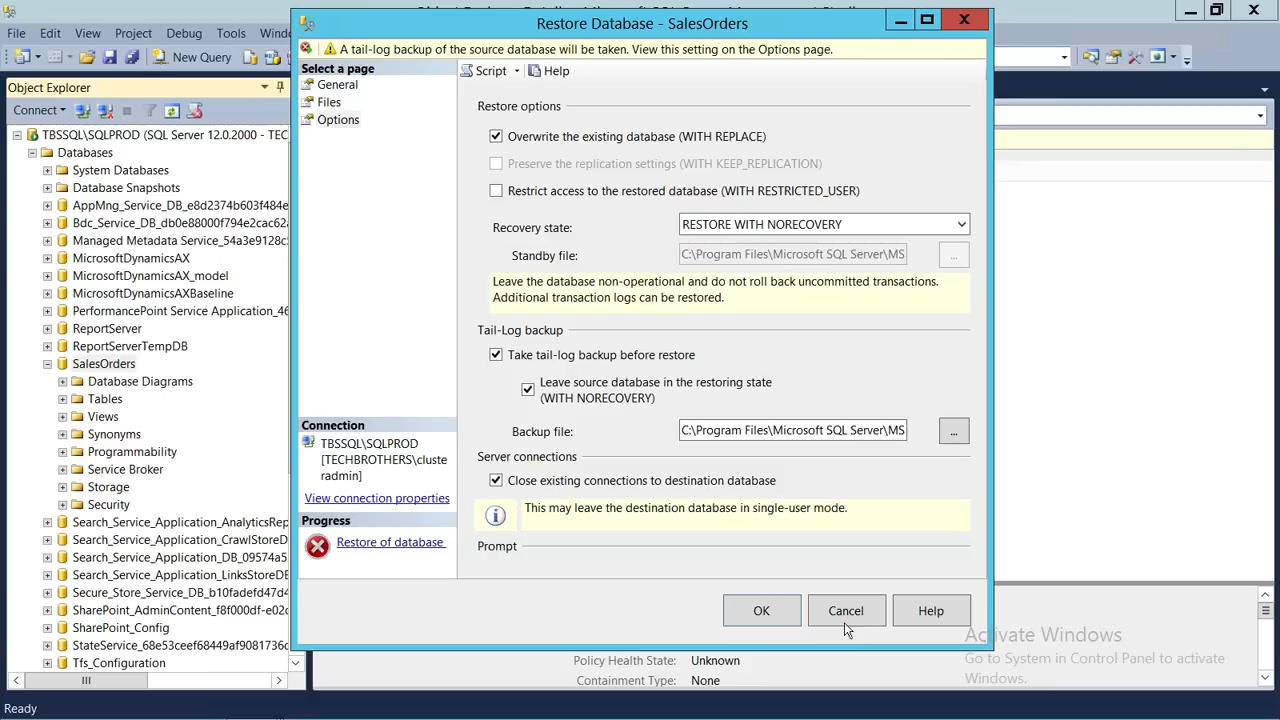 Restore Database - SalesOrders
File Edit View Project Debug Tools
New Query
Object Explorer
Connect
TBSSQL\SQLPROD (SQL Server 12.0.2000 - TEC
Databases
System Databases
Database Snapshots
AppMng_Service_DB_e8d2374b603f484e
Bdc_Service_DB_db0e88000f794e2cac62
Managed Metadata Service_54a3e9128c
MicrosoftDynamicsAX
MicrosoftDynamicsAX_model
MicrosoftDynamicsAXBaseline
PerformancePoint Service Application_46
ReportServer
ReportServerTempDB
SalesOrders
Database Diagrams
Tables
Views
Synonyms
Programmability
Service Broker
Storage
Security
Search_Service_Application_AnalyticsRep
Search_Service_Application_CrawlStoreD
Search_Service_Application_DB_09574a5
Search_Service_Application_LinksStoreDB
Secure_Store_Service_DB_b10fadefd47d4
SharePoint_AdminContent_f8f000df-e02c
SharePoint_Config
StateService_68e53ceef68449af9081736c
Tfs_Configuration
Ready
A tail-log backup of the source database will be taken. View this setting on the Options page.
Select a page
General
Files
Options
Connection
TBSSQL\SQLPROD
[TECHBROTHERS\cluste
radmin]
View connection properties
Progress
Restore of database
Script Help
Restore options
Overwrite the existing database (WITH REPLACE)
Preserve the replication settings (WITH KEEP_REPLICATION)
Restrict access to the restored database (WITH RESTRICTED_USER)
Recovery state: RESTORE WITH NORECOVERY
Standby file: C:\Program Files\Microsoft SQL Server\MS ...
Leave the database non-operational and do not roll back uncommitted transactions.
Additional transaction logs can be restored.
Tail-Log backup
Take tail-log backup before restore
Leave source database in the restoring state
(WITH NORECOVERY)
Backup file: C:\Program Files\Microsoft SQL Server\MS ...
Server connections
Close existing connections to destination database
This may leave the destination database in single-user mode.
Prompt
OK Cancel Help
Activate Windows
Go to System in Control Panel to activate
Windows.
Policy Health State: Unknown
Containment Type: None